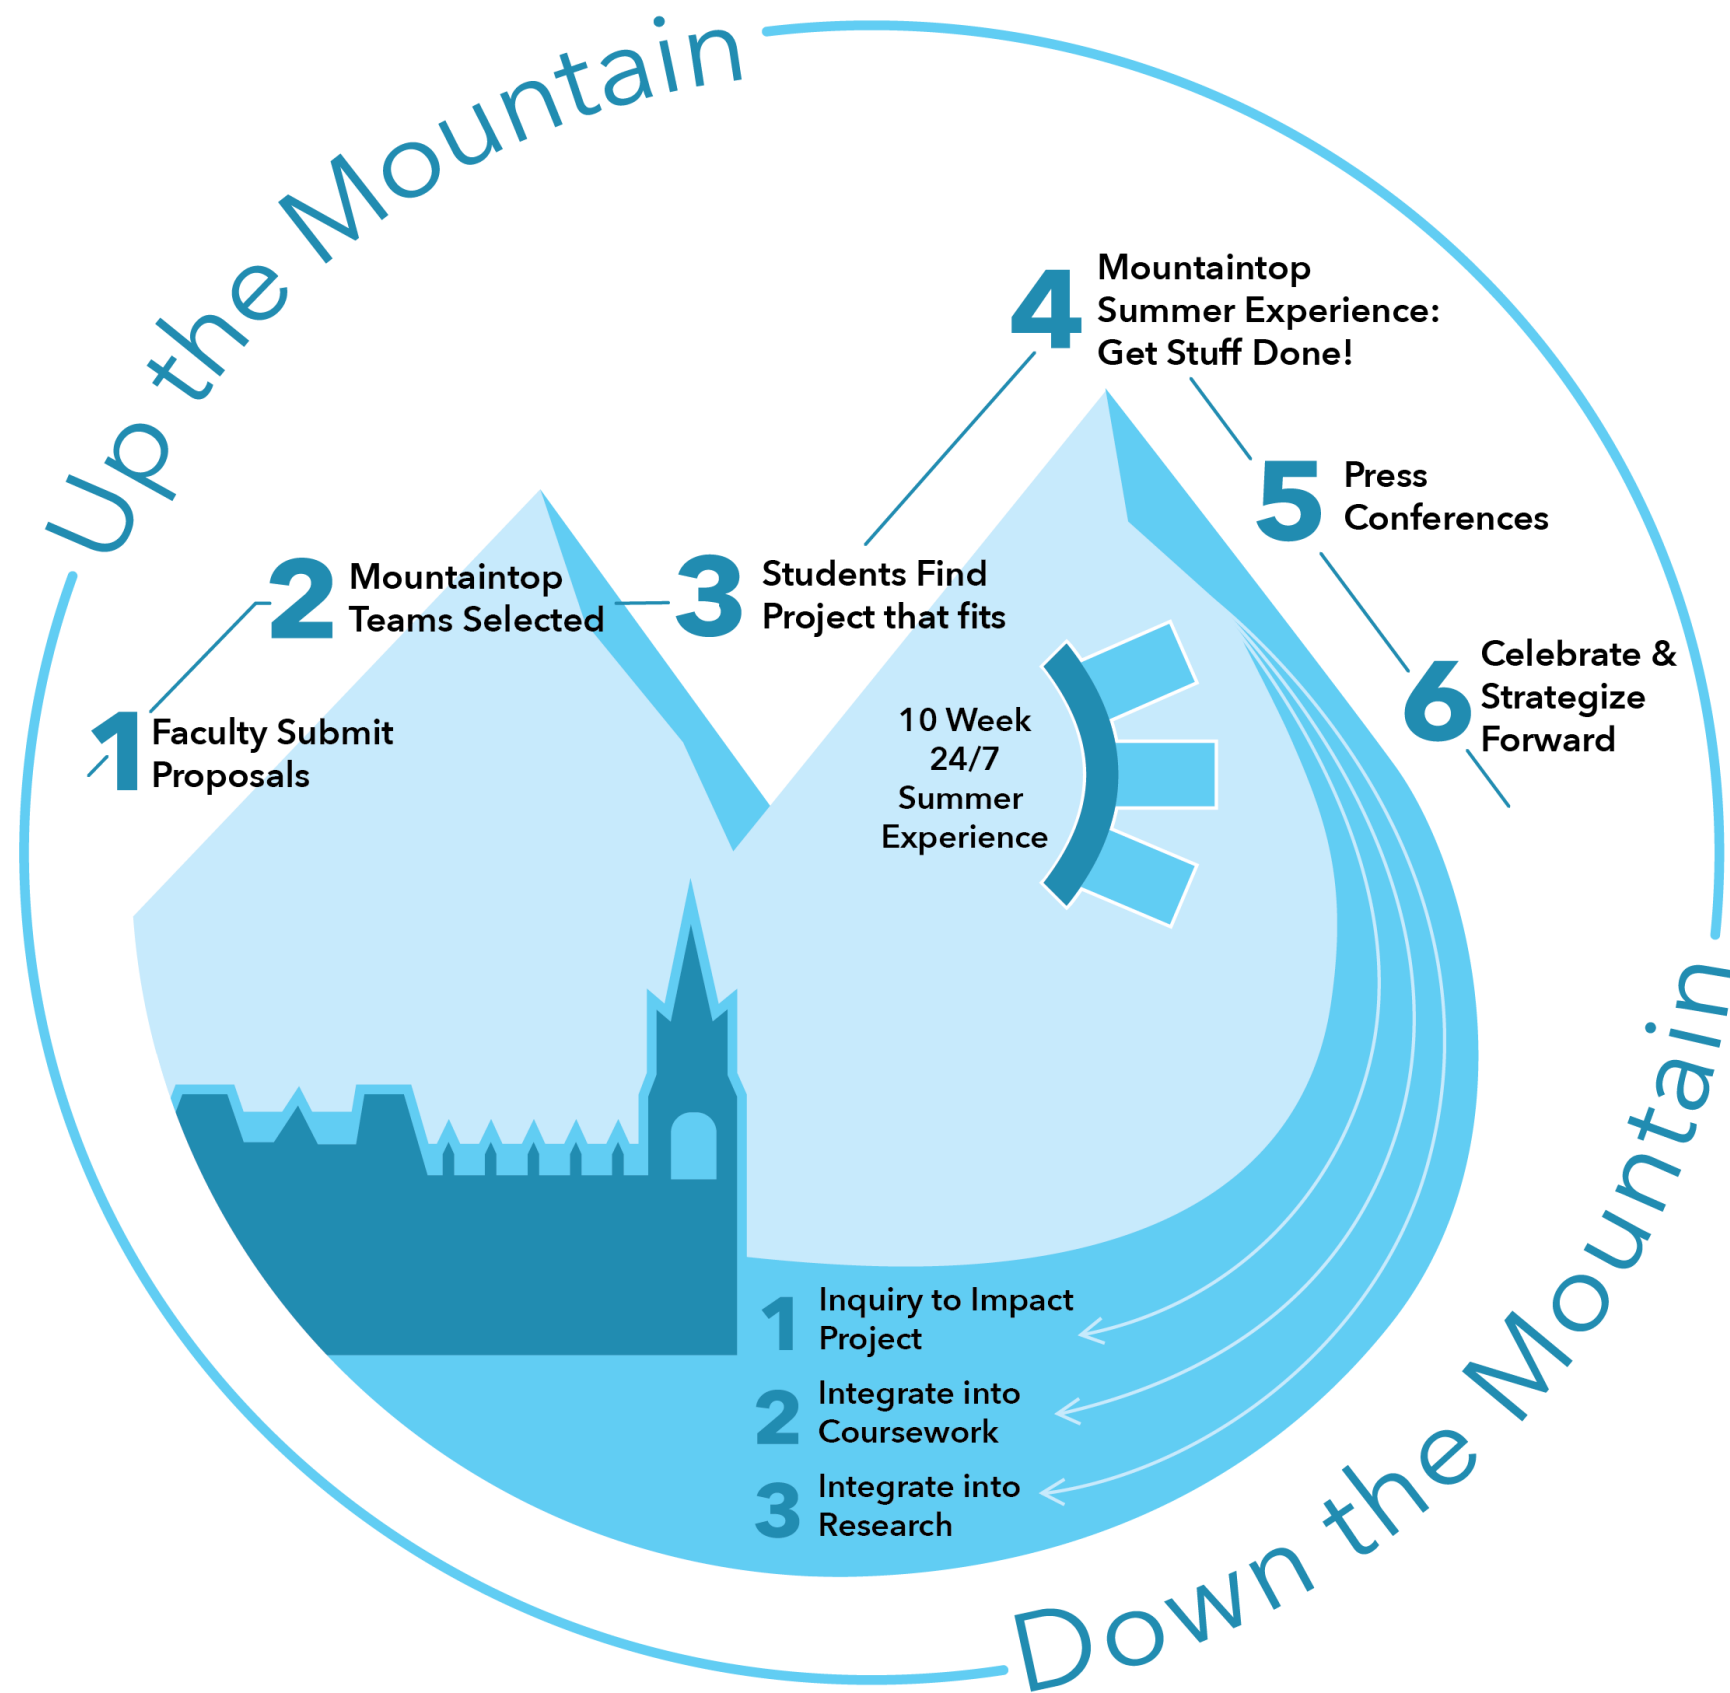 Up the Mountain
1
Faculty Submit
Proposals
2
Mountaintop
Teams Selected
3
Students Find
Project that fits
4
Mountaintop
Summer Experience:
Get Stuff Done!
5
Press
Conferences
6
Celebrate &
Strategize
Forward
10 Week
24/7
Summer
Experience
1
Inquiry to Impact
Project
2
Integrate into
Coursework
3
Integrate into
Research
Down the Mountain